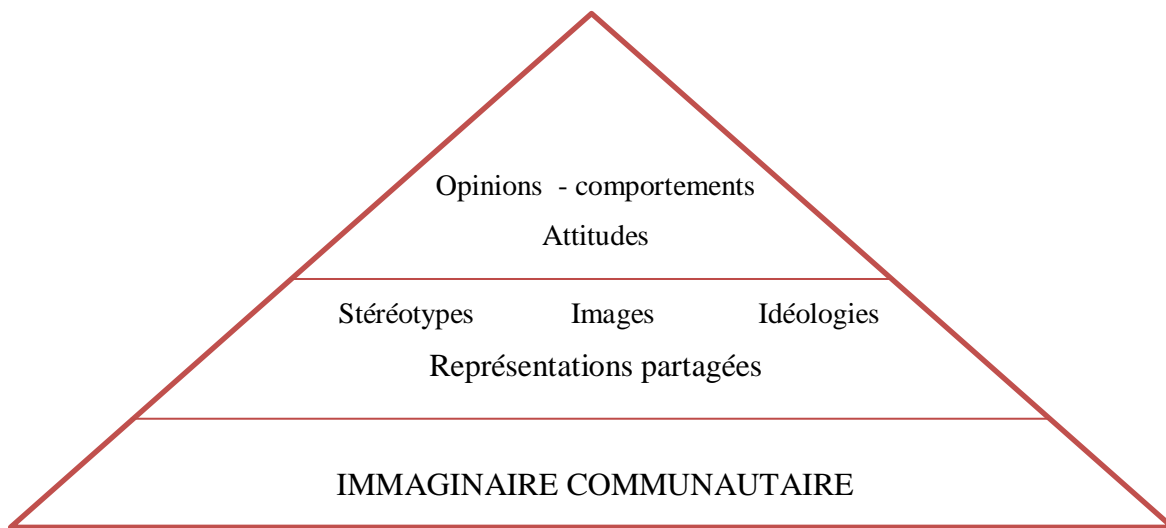 Opinions - comportements
Attitudes
Stéréotypes Images Idéologies
Représentations partagées
IMMAGINAIRE COMMUNAUTAIRE